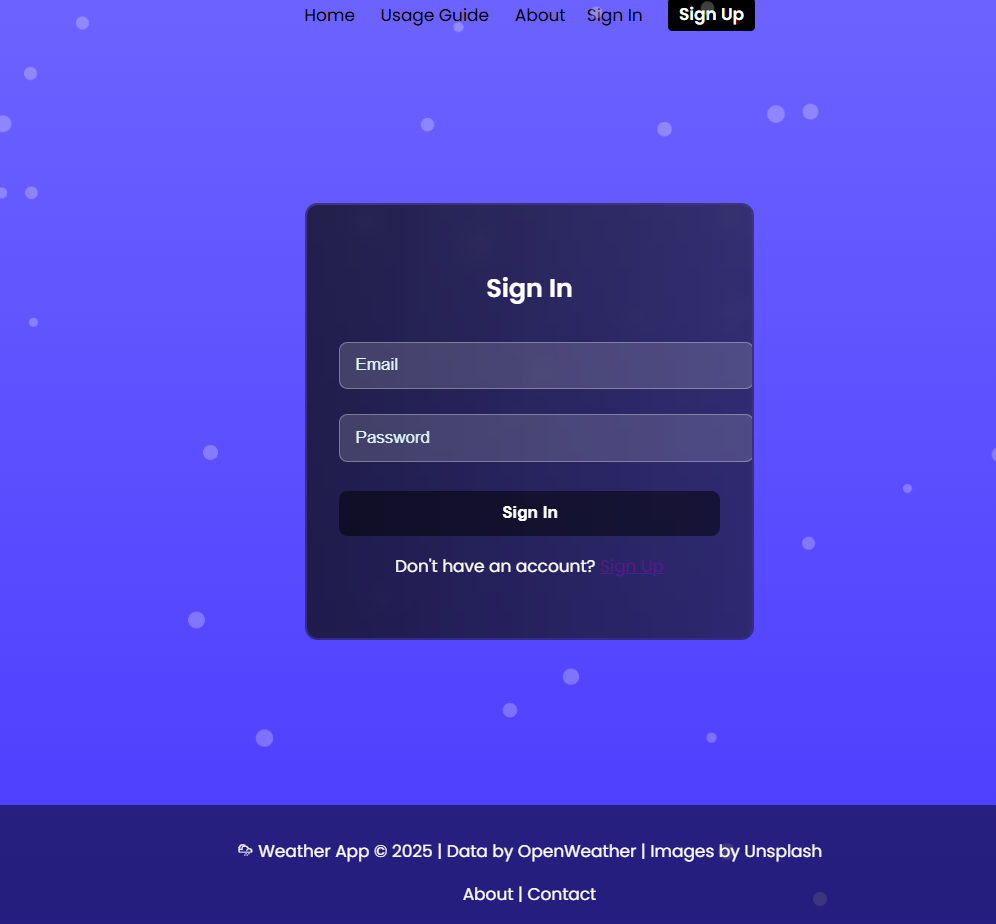 Home Usage Guide About Sign In Sign Up
Sign In
Email
Password
Sign In
Don't have an account? Sign Up
Weather App © 2025 | Data by OpenWeather | Images by Unsplash
About | Contact